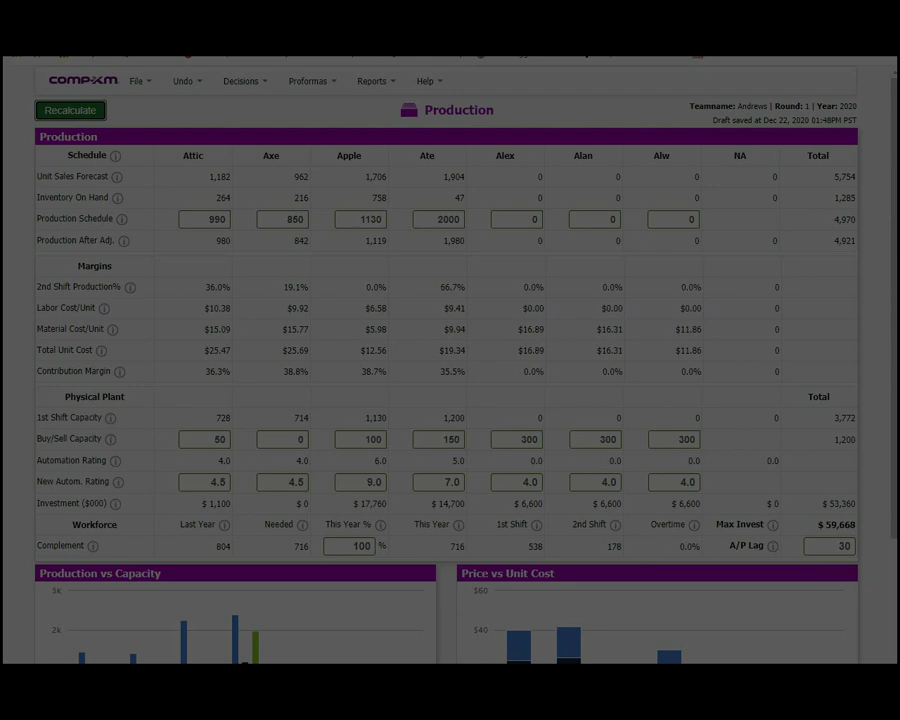 COMP-XM File Undo Decisions Proformas Reports Help
Recalculate Production Teamname: Andrews | Round: 1 | Year: 2020
Draft saved at Dec 22, 2020 01:48PM PST
Production
Schedule Attic Axe Apple Ate Alex Alan Alw NA Total
Unit Sales Forecast 1,182 962 1,706 1,904 0 0 0 0 5,754
Inventory On Hand 264 216 758 47 0 0 0 0 1,285
Production Schedule 990 850 1130 2000 0 0 0 4,970
Production After Adj. 980 842 1,119 1,980 0 0 0 0 4,921
Margins
2nd Shift Production% 36.0% 19.1% 0.0% 66.7% 0.0% 0.0% 0.0% 0
Labor Cost/Unit $10.38 $9.92 $6.58 $9.41 $0.00 $0.00 $0.00 0
Material Cost/Unit $15.09 $15.77 $5.98 $9.94 $16.89 $16.31 $11.86 0
Total Unit Cost $25.47 $25.69 $12.56 $19.34 $16.89 $16.31 $11.86 0
Contribution Margin 36.3% 38.8% 38.7% 35.5% 0.0% 0.0% 0.0% 0
Physical Plant Total
1st Shift Capacity 728 714 1,130 1,200 0 0 0 0 3,772
Buy/Sell Capacity 50 0 100 150 300 300 300 1,200
Automation Rating 4.0 4.0 6.0 5.0 0.0 0.0 0.0 0.0
New Autom. Rating 4.5 4.5 9.0 7.0 4.0 4.0 4.0
Investment ($000) $ 1,100 $ 0 $ 17,760 $ 14,700 $ 6,600 $ 6,600 $ 6,600 $ 0 $ 53,360
Workforce Last Year Needed This Year % This Year 1st Shift 2nd Shift Overtime Max Invest $ 59,668
Complement 804 716 100 % 716 538 178 0.0% A/P Lag 30
Production vs Capacity Price vs Unit Cost
3k $60
2k $40